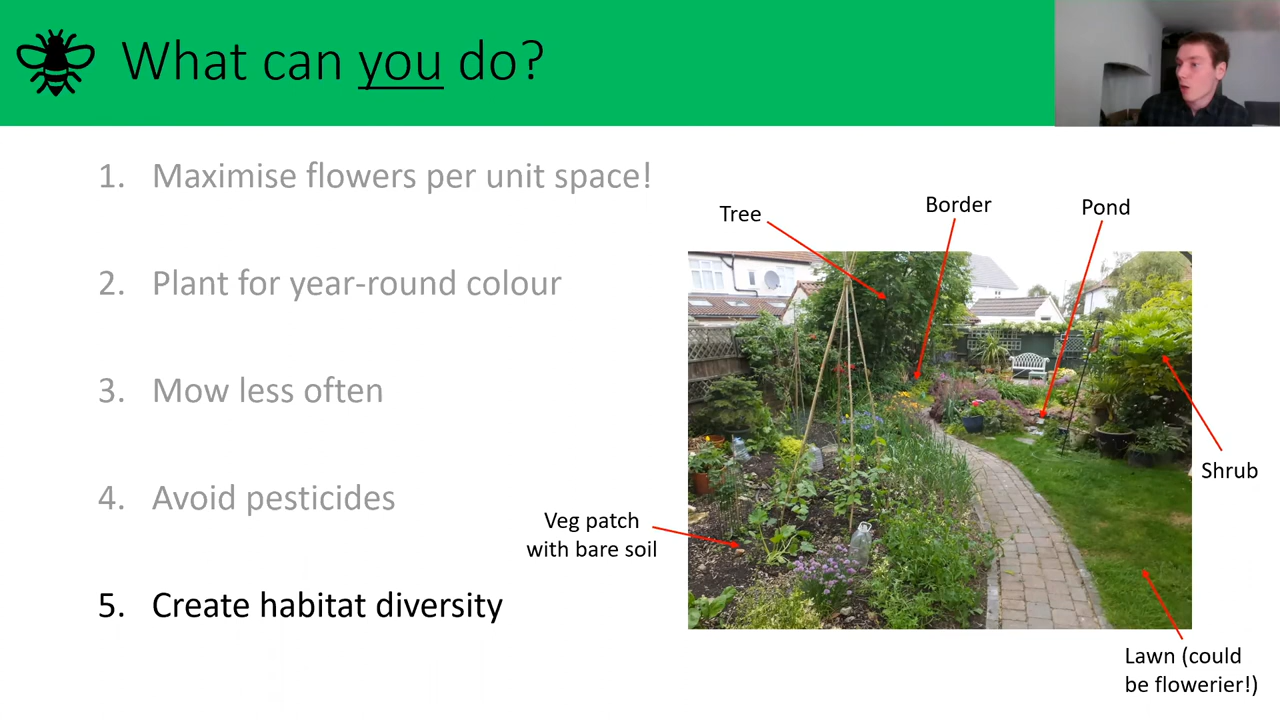 What can you do?
1. Maximise flowers per unit space!
2. Plant for year-round colour
3. Mow less often
4. Avoid pesticides
5. Create habitat diversity
Tree
Border
Pond
Shrub
Veg patch
with bare soil
Lawn (could
be flowerier!)